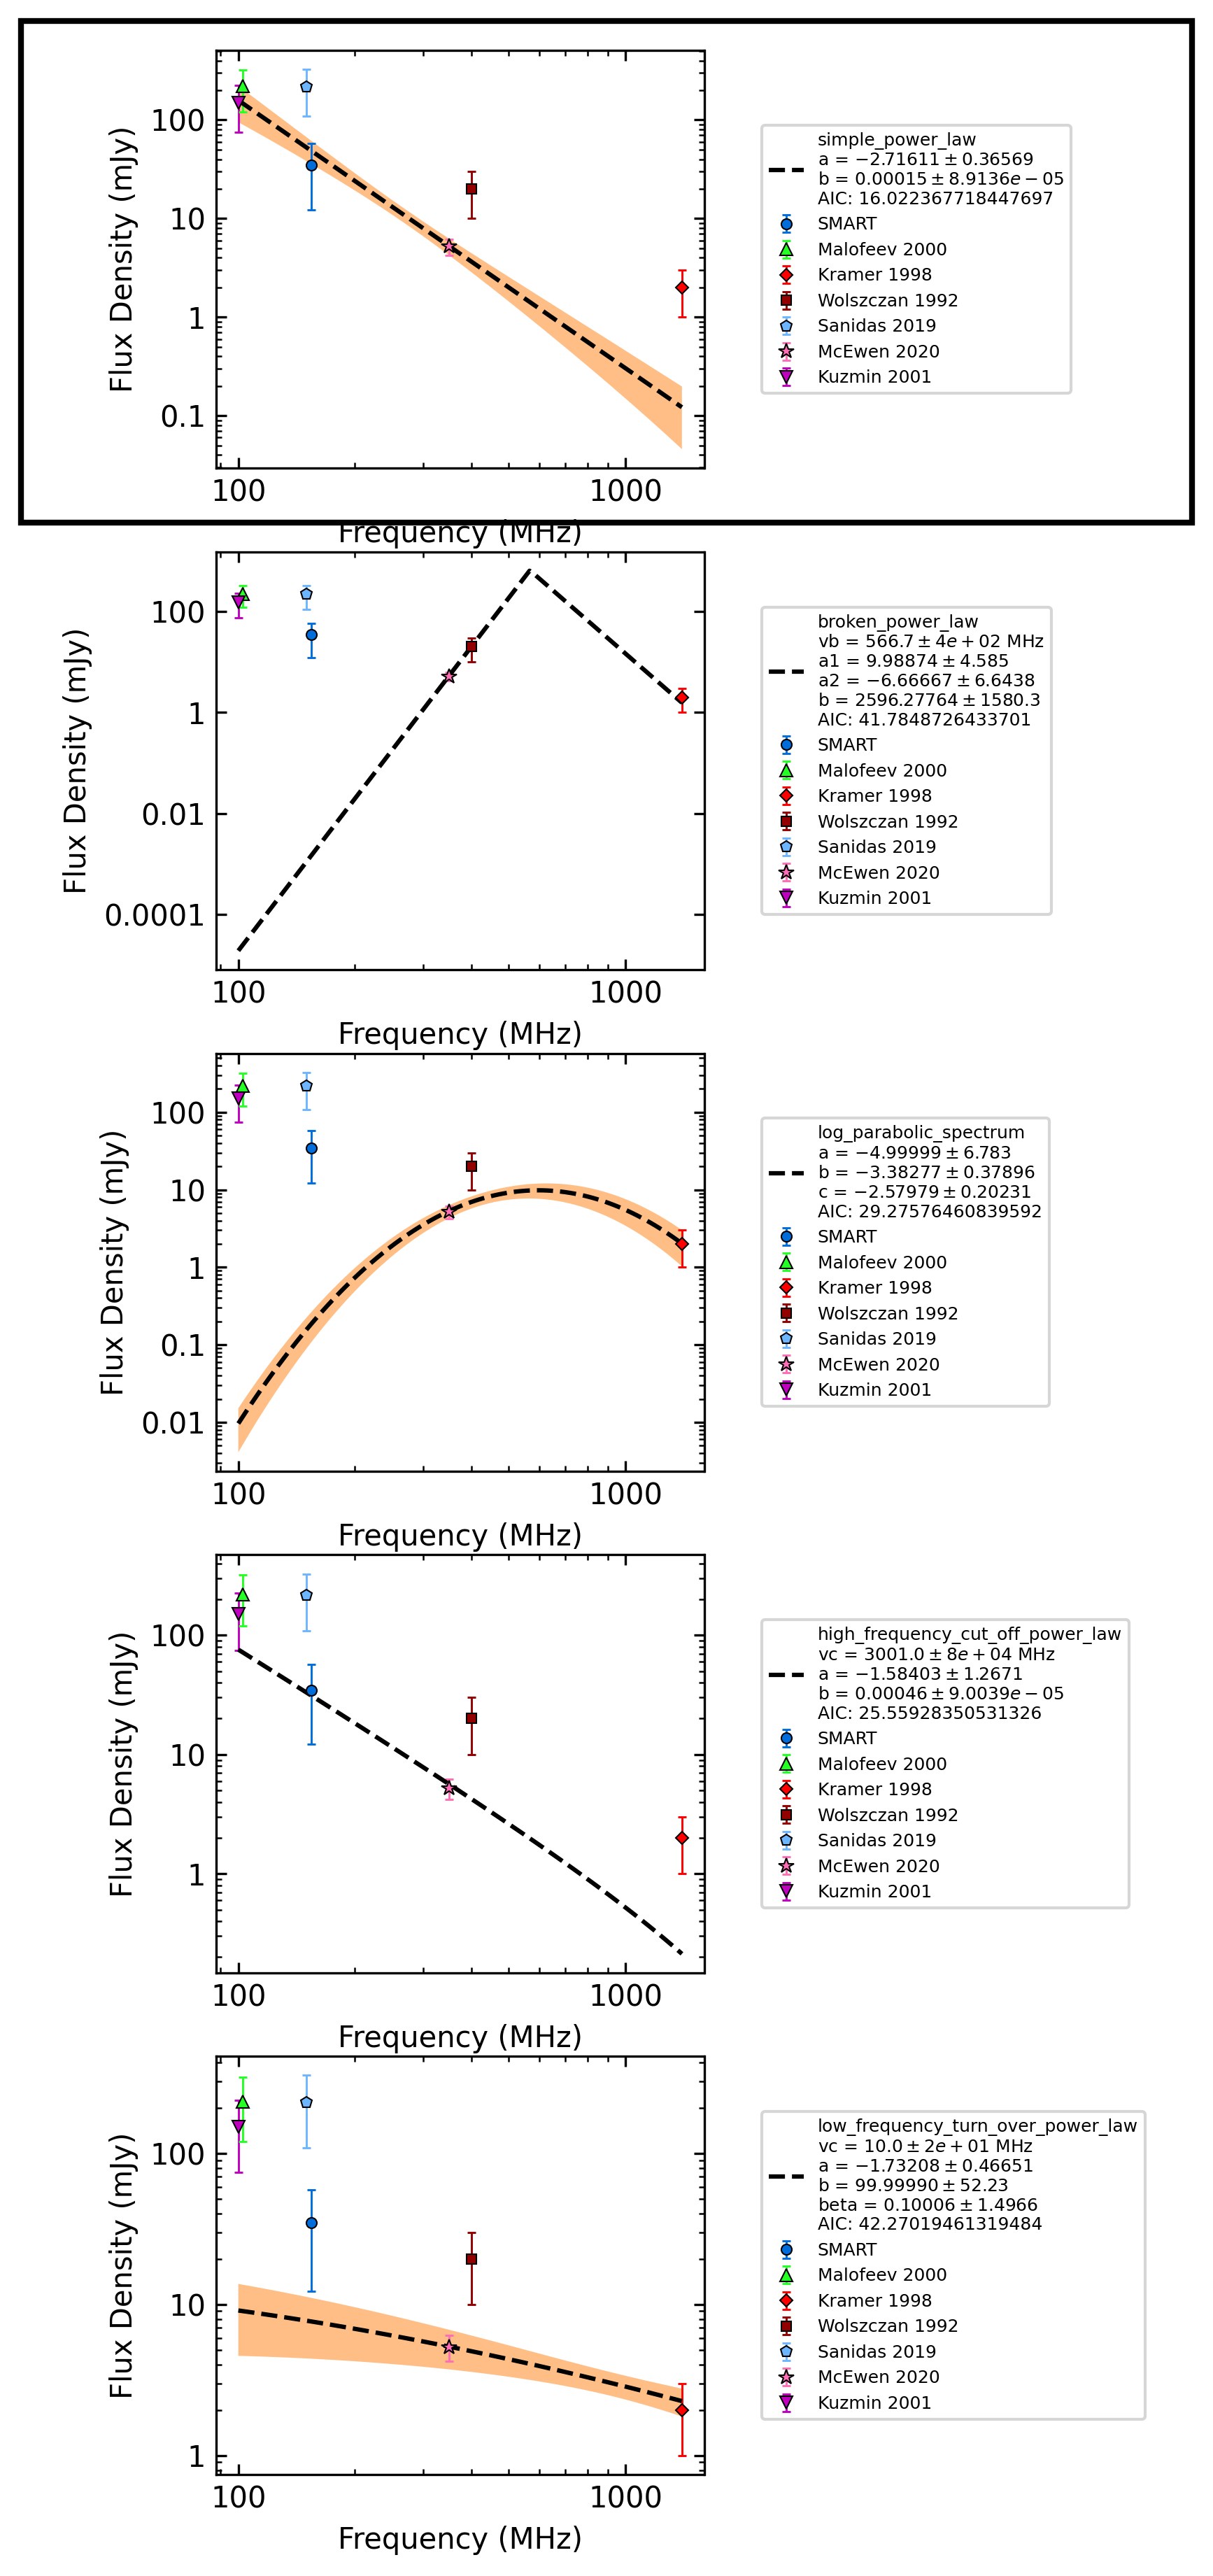 100
10
1
0.1
Flux Density (mJy)
100 1000
Frequency (MHz)
simple_power_law
a = −2.71611 ± 0.36569
b = 0.00015 ± 8.9136e − 05
AIC: 16.022367718447697
SMART
Malofeev 2000
Kramer 1998
Wolszczan 1992
Sanidas 2019
McEwen 2020
Kuzmin 2001
100
1
0.01
0.0001
Flux Density (mJy)
100 1000
Frequency (MHz)
broken_power_law
vb = 566.7 ± 4e + 02 MHz
a1 = 9.98874 ± 4.585
a2 = −6.66667 ± 6.6438
b = 2596.27764 ± 1580.3
AIC: 41.7848726433701
SMART
Malofeev 2000
Kramer 1998
Wolszczan 1992
Sanidas 2019
McEwen 2020
Kuzmin 2001
100
10
1
0.1
0.01
Flux Density (mJy)
100 1000
Frequency (MHz)
log_parabolic_spectrum
a = −4.99999 ± 6.783
b = −3.38277 ± 0.37896
c = −2.57979 ± 0.20231
AIC: 29.27576460839592
SMART
Malofeev 2000
Kramer 1998
Wolszczan 1992
Sanidas 2019
McEwen 2020
Kuzmin 2001
100
10
1
Flux Density (mJy)
100 1000
Frequency (MHz)
high_frequency_cut_off_power_law
vc = 3001.0 ± 8e + 04 MHz
a = −1.58403 ± 1.2671
b = 0.00046 ± 9.0039e − 05
AIC: 25.55928350531326
SMART
Malofeev 2000
Kramer 1998
Wolszczan 1992
Sanidas 2019
McEwen 2020
Kuzmin 2001
100
10
1
Flux Density (mJy)
100 1000
Frequency (MHz)
low_frequency_turn_over_power_law
vc = 10.0 ± 2e + 01 MHz
a = −1.73208 ± 0.46651
b = 99.99990 ± 52.23
beta = 0.10006 ± 1.4966
AIC: 42.27019461319484
SMART
Malofeev 2000
Kramer 1998
Wolszczan 1992
Sanidas 2019
McEwen 2020
Kuzmin 2001